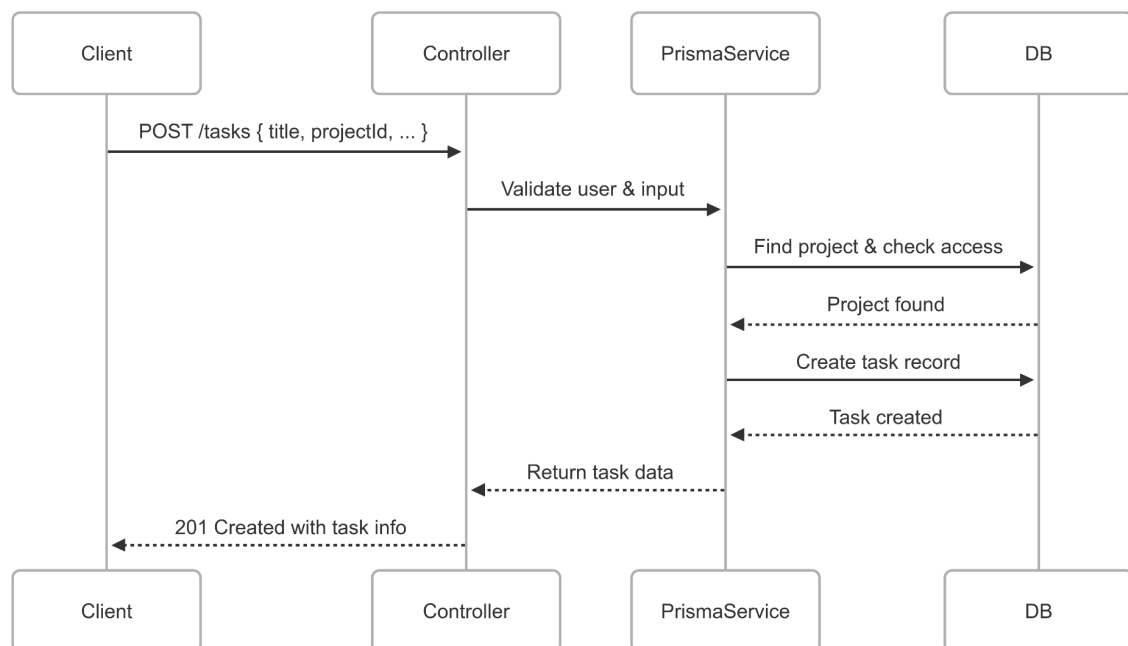 Client
Controller
PrismaService
DB
POST /tasks { title, projectId, ... }
Validate user & input
Find project & check access
Project found
Create task record
Task created
Return task data
201 Created with task info
Client
Controller
PrismaService
DB